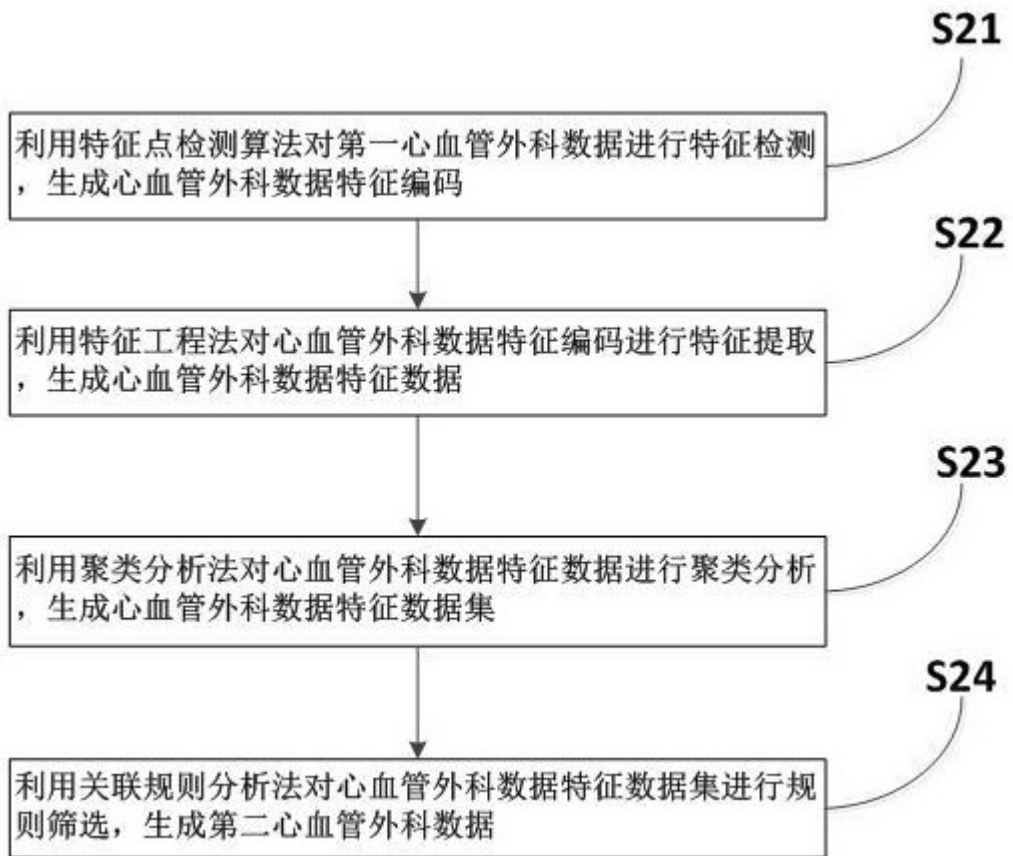 S21
利用特征点检测算法对第一心血管外科数据进行特征检测
，生成心血管外科数据特征编码
S22
利用特征工程法对心血管外科数据特征编码进行特征提取
，生成心血管外科数据特征数据
S23
利用聚类分析法对心血管外科数据特征数据进行聚类分析
，生成心血管外科数据特征数据集
S24
利用关联规则分析法对心血管外科数据特征数据集进行规
则筛选，生成第二心血管外科数据